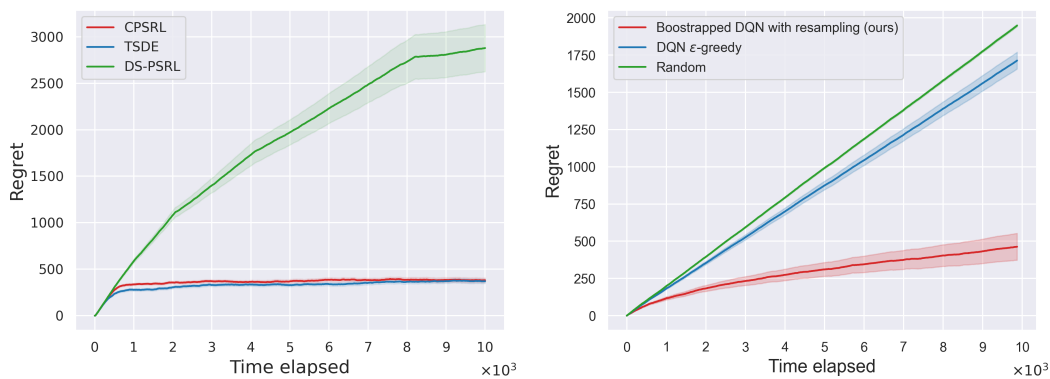 CPSRL
TSDE
DS-PSRL
3000
2500
2000
1500
1000
500
0
Regret
0 1 2 3 4 5 6 7 8 9 10
Time elapsed
×10³
Boostrapped DQN with resampling (ours)
DQN ε-greedy
Random
2000
1750
1500
1250
1000
750
500
250
0
Regret
0 1 2 3 4 5 6 7 8 9 10
Time elapsed
×10³